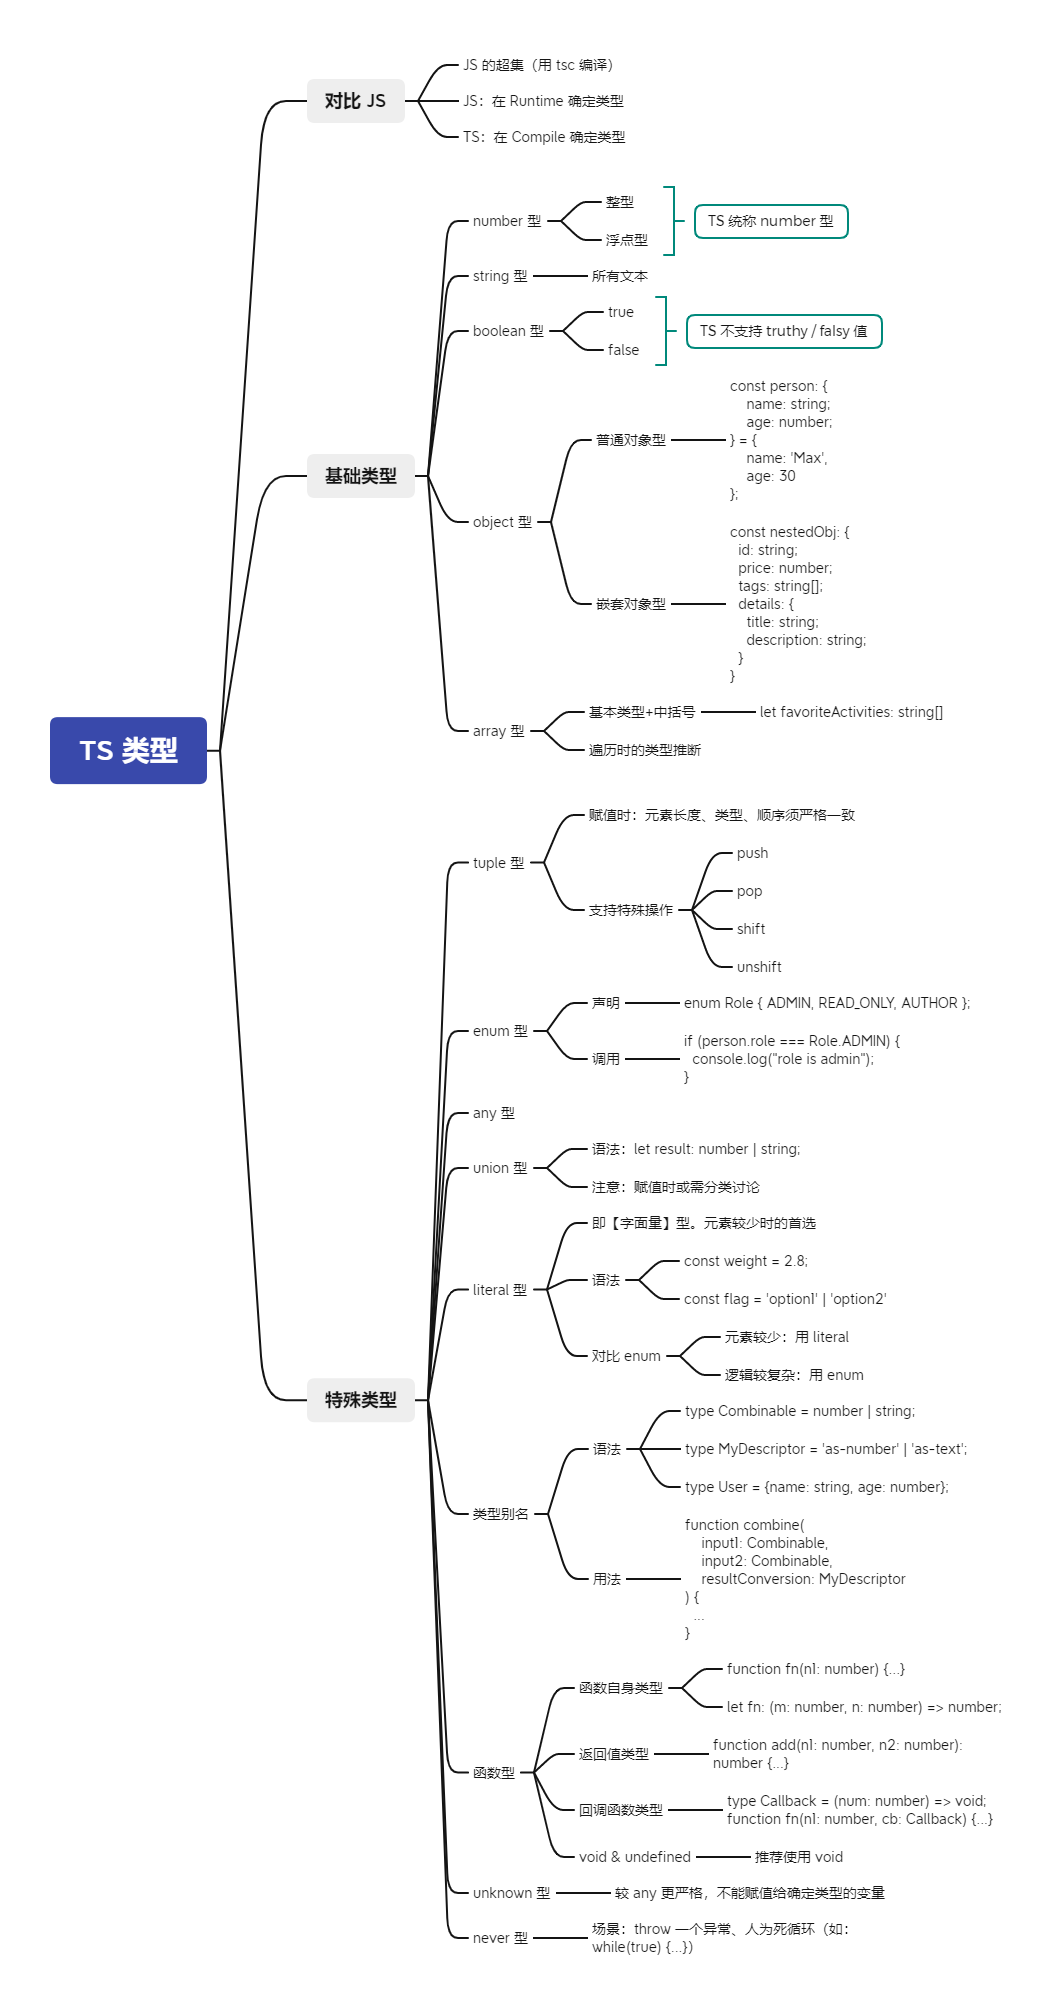 TS 类型
对比 JS
JS 的超集（用 tsc 编译）
JS：在 Runtime 确定类型
TS：在 Compile 确定类型
基础类型
number 型
整型
浮点型
TS 统称 number 型
string 型
所有文本
boolean 型
true
false
TS 不支持 truthy / falsy 值
object 型
普通对象型
const person: {
    name: string;
    age: number;
} = {
    name: 'Max',
    age: 30
};
嵌套对象型
const nestedObj: {
  id: string;
  price: number;
  tags: string[];
  details: {
    title: string;
    description: string;
  }
}
array 型
基本类型+中括号
let favoriteActivities: string[]
遍历时的类型推断
特殊类型
tuple 型
赋值时：元素长度、类型、顺序须严格一致
支持特殊操作
push
pop
shift
unshift
enum 型
声明
enum Role { ADMIN, READ_ONLY, AUTHOR };
调用
if (person.role === Role.ADMIN) {
  console.log("role is admin");
}
any 型
union 型
语法：let result: number | string;
注意：赋值时或需分类讨论
literal 型
即【字面量】型。元素较少时的首选
语法
const weight = 2.8;
const flag = 'option1' | 'option2'
对比 enum
元素较少：用 literal
逻辑较复杂：用 enum
类型别名
语法
type Combinable = number | string;
type MyDescriptor = 'as-number' | 'as-text';
type User = {name: string, age: number};
用法
function combine(
    input1: Combinable,
    input2: Combinable,
    resultConversion: MyDescriptor
) {
  ...
}
函数型
函数自身类型
function fn(n1: number) {...}
let fn: (m: number, n: number) => number;
返回值类型
function add(n1: number, n2: number):
number {...}
回调函数类型
type Callback = (num: number) => void;
function fn(n1: number, cb: Callback) {...}
void & undefined
推荐使用 void
unknown 型
较 any 更严格，不能赋值给确定类型的变量
never 型
场景：throw 一个异常、人为死循环（如：
while(true) {...}）